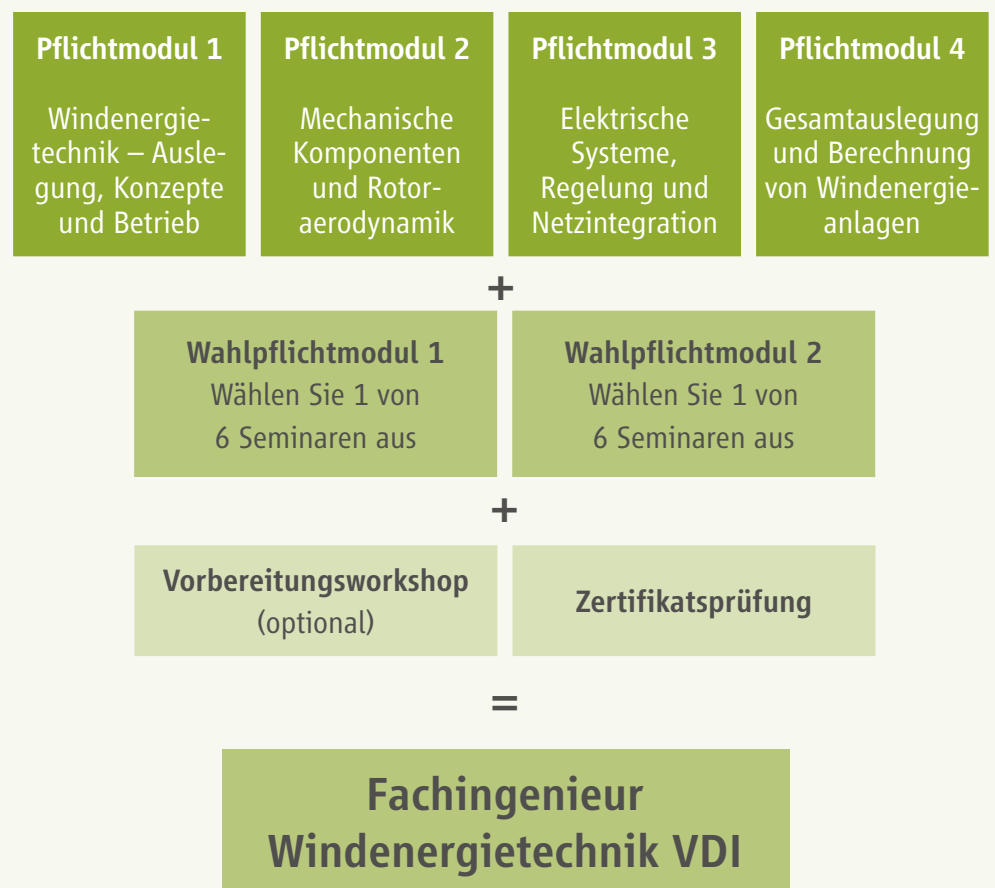 Pflichtmodul 1
Windenergie-
technik – Ausle-
gung, Konzepte
und Betrieb
Pflichtmodul 2
Mechanische
Komponenten
und Rotor-
aerodynamik
Pflichtmodul 3
Elektrische
Systeme,
Regelung und
Netzintegration
Pflichtmodul 4
Gesamtauslegung
und Berechnung
von Windenergie-
anlagen
+
Wahlpflichtmodul 1
Wählen Sie 1 von
6 Seminaren aus
Wahlpflichtmodul 2
Wählen Sie 1 von
6 Seminaren aus
+
Vorbereitungsworkshop
(optional)
Zertifikatsprüfung
=
Fachingenieur
Windenergietechnik VDI